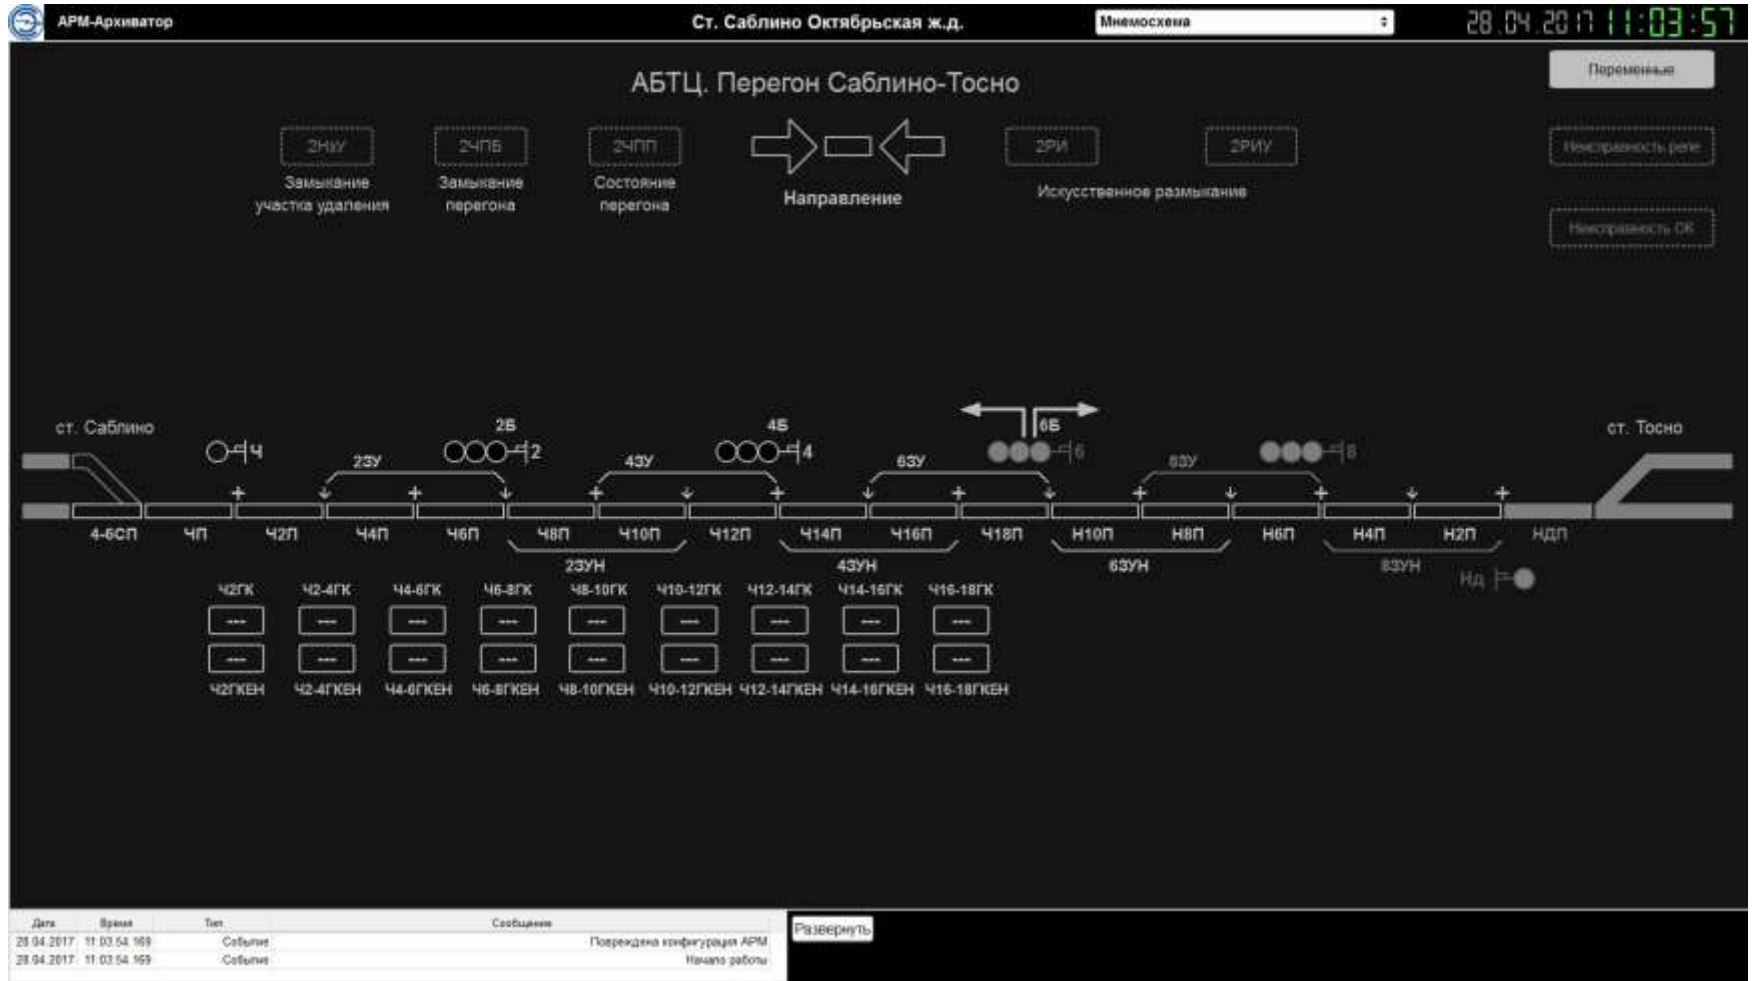 АРМ-Архиватор
Ст. Саблино Октябрьская ж.д.
Мнемосхема
28.04.2017 11:03:57
АБТЦ. Перегон Саблино-Тосно
Переменные
2НкУ 2ЧПБ 2ЧПП 2РИ 2РИУ
Неисправность реле
Замыкание Замыкание Состояние
участка удаления перегона перегона
Направление
Искусственное размыкание
Неисправность ОК
ст. Саблино 2Б 4Б 6Б ст. Тосно
Ч 2 4 6 8
2ЗУ 4ЗУ 6ЗУ 8ЗУ
4-6СП ЧП Ч2П Ч4П Ч6П Ч8П Ч10П Ч12П Ч14П Ч16П Ч18П Н10П Н8П Н6П Н4П Н2П НДП
2ЗУН 4ЗУН 6ЗУН 8ЗУН
Нд
Ч2ГК Ч2-4ГК Ч4-6ГК Ч6-8ГК Ч8-10ГК Ч10-12ГК Ч12-14ГК Ч14-16ГК Ч16-18ГК
--- --- --- --- --- --- --- --- ---
--- --- --- --- --- --- --- --- ---
Ч2ГКЕН Ч2-4ГКЕН Ч4-6ГКЕН Ч6-8ГКЕН Ч8-10ГКЕН Ч10-12ГКЕН Ч12-14ГКЕН Ч14-16ГКЕН Ч16-18ГКЕН
Дата Время Тип Сообщение
28.04.2017 11:03:54.169 Событие Повреждена конфигурация АРМ
28.04.2017 11:03:54.169 Событие Начало работы
Развернуть